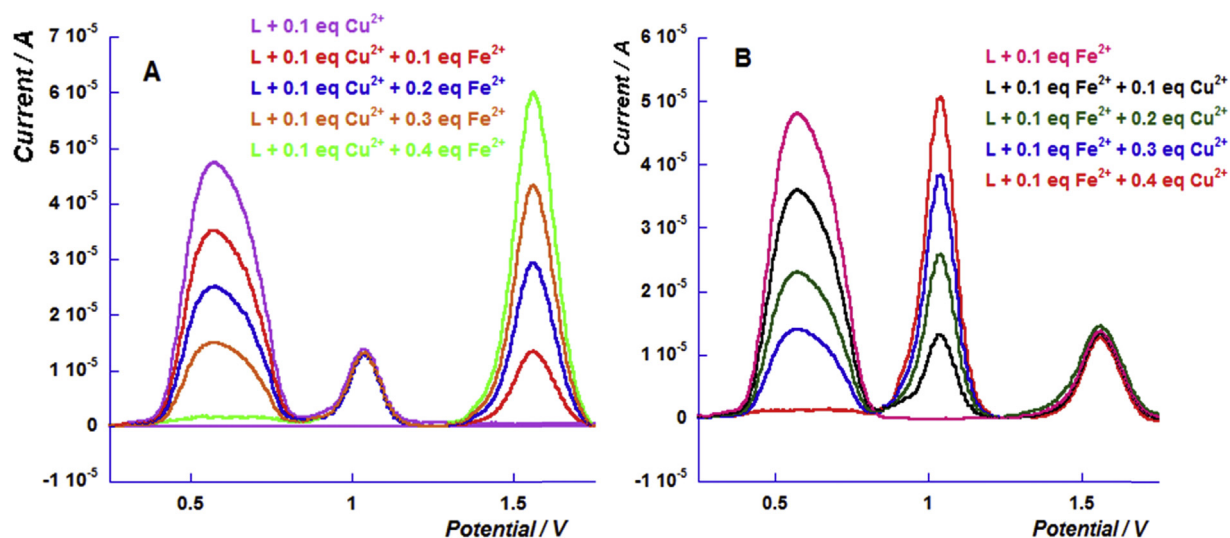 A
L + 0.1 eq Cu²⁺
L + 0.1 eq Cu²⁺ + 0.1 eq Fe²⁺
L + 0.1 eq Cu²⁺ + 0.2 eq Fe²⁺
L + 0.1 eq Cu²⁺ + 0.3 eq Fe²⁺
L + 0.1 eq Cu²⁺ + 0.4 eq Fe²⁺
Current / A
7 10⁻⁵
6 10⁻⁵
5 10⁻⁵
4 10⁻⁵
3 10⁻⁵
2 10⁻⁵
1 10⁻⁵
0
-1 10⁻⁵
0.5
1
1.5
Potential / V
B
L + 0.1 eq Fe²⁺
L + 0.1 eq Fe²⁺ + 0.1 eq Cu²⁺
L + 0.1 eq Fe²⁺ + 0.2 eq Cu²⁺
L + 0.1 eq Fe²⁺ + 0.3 eq Cu²⁺
L + 0.1 eq Fe²⁺ + 0.4 eq Cu²⁺
Current / A
6 10⁻⁵
5 10⁻⁵
4 10⁻⁵
3 10⁻⁵
2 10⁻⁵
1 10⁻⁵
0
-1 10⁻⁵
0.5
1
1.5
Potential / V